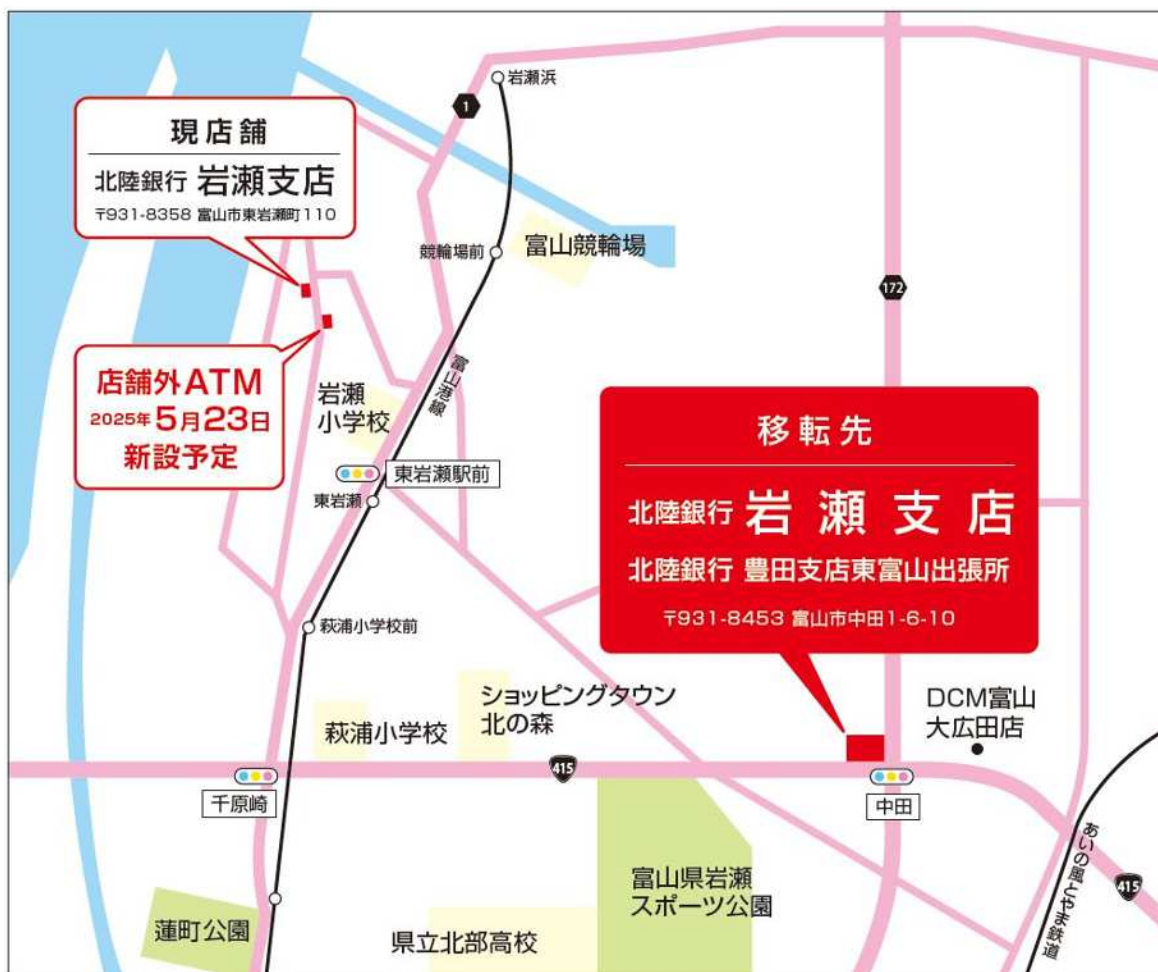 岩瀬浜
1
現店舗
北陸銀行 岩瀬支店
〒931-8358 富山市東岩瀬町110
競輪場前
富山競輪場
172
店舗外ATM
2025年5月23日
新設予定
富山港線
岩瀬
小学校
東岩瀬駅前
東岩瀬
移転先
北陸銀行 岩瀬支店
北陸銀行 豊田支店東富山出張所
〒931-8453 富山市中田1-6-10
萩浦小学校前
萩浦小学校
ショッピングタウン
北の森
DCM富山
大広田店
415
千原崎
中田
あいの風とやま鉄道
415
富山県岩瀬
スポーツ公園
蓮町公園
県立北部高校